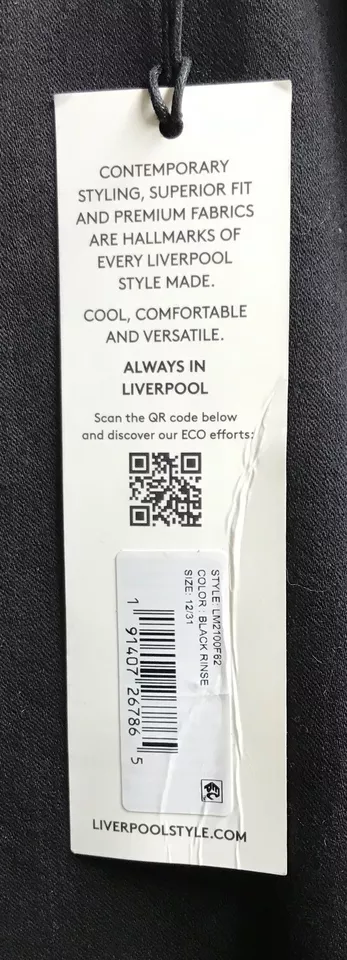 CONTEMPORARY
STYLING, SUPERIOR FIT
AND PREMIUM FABRICS
ARE HALLMARKS OF
EVERY LIVERPOOL
STYLE MADE.
COOL, COMFORTABLE
AND VERSATILE.
ALWAYS IN
LIVERPOOL
Scan the QR code below
and discover our ECO efforts:
STYLE: LM2100F62
COLOR : BLACK RINSE
SIZE: 12/31
1 91407 26786 5
LIVERPOOLSTYLE.COM